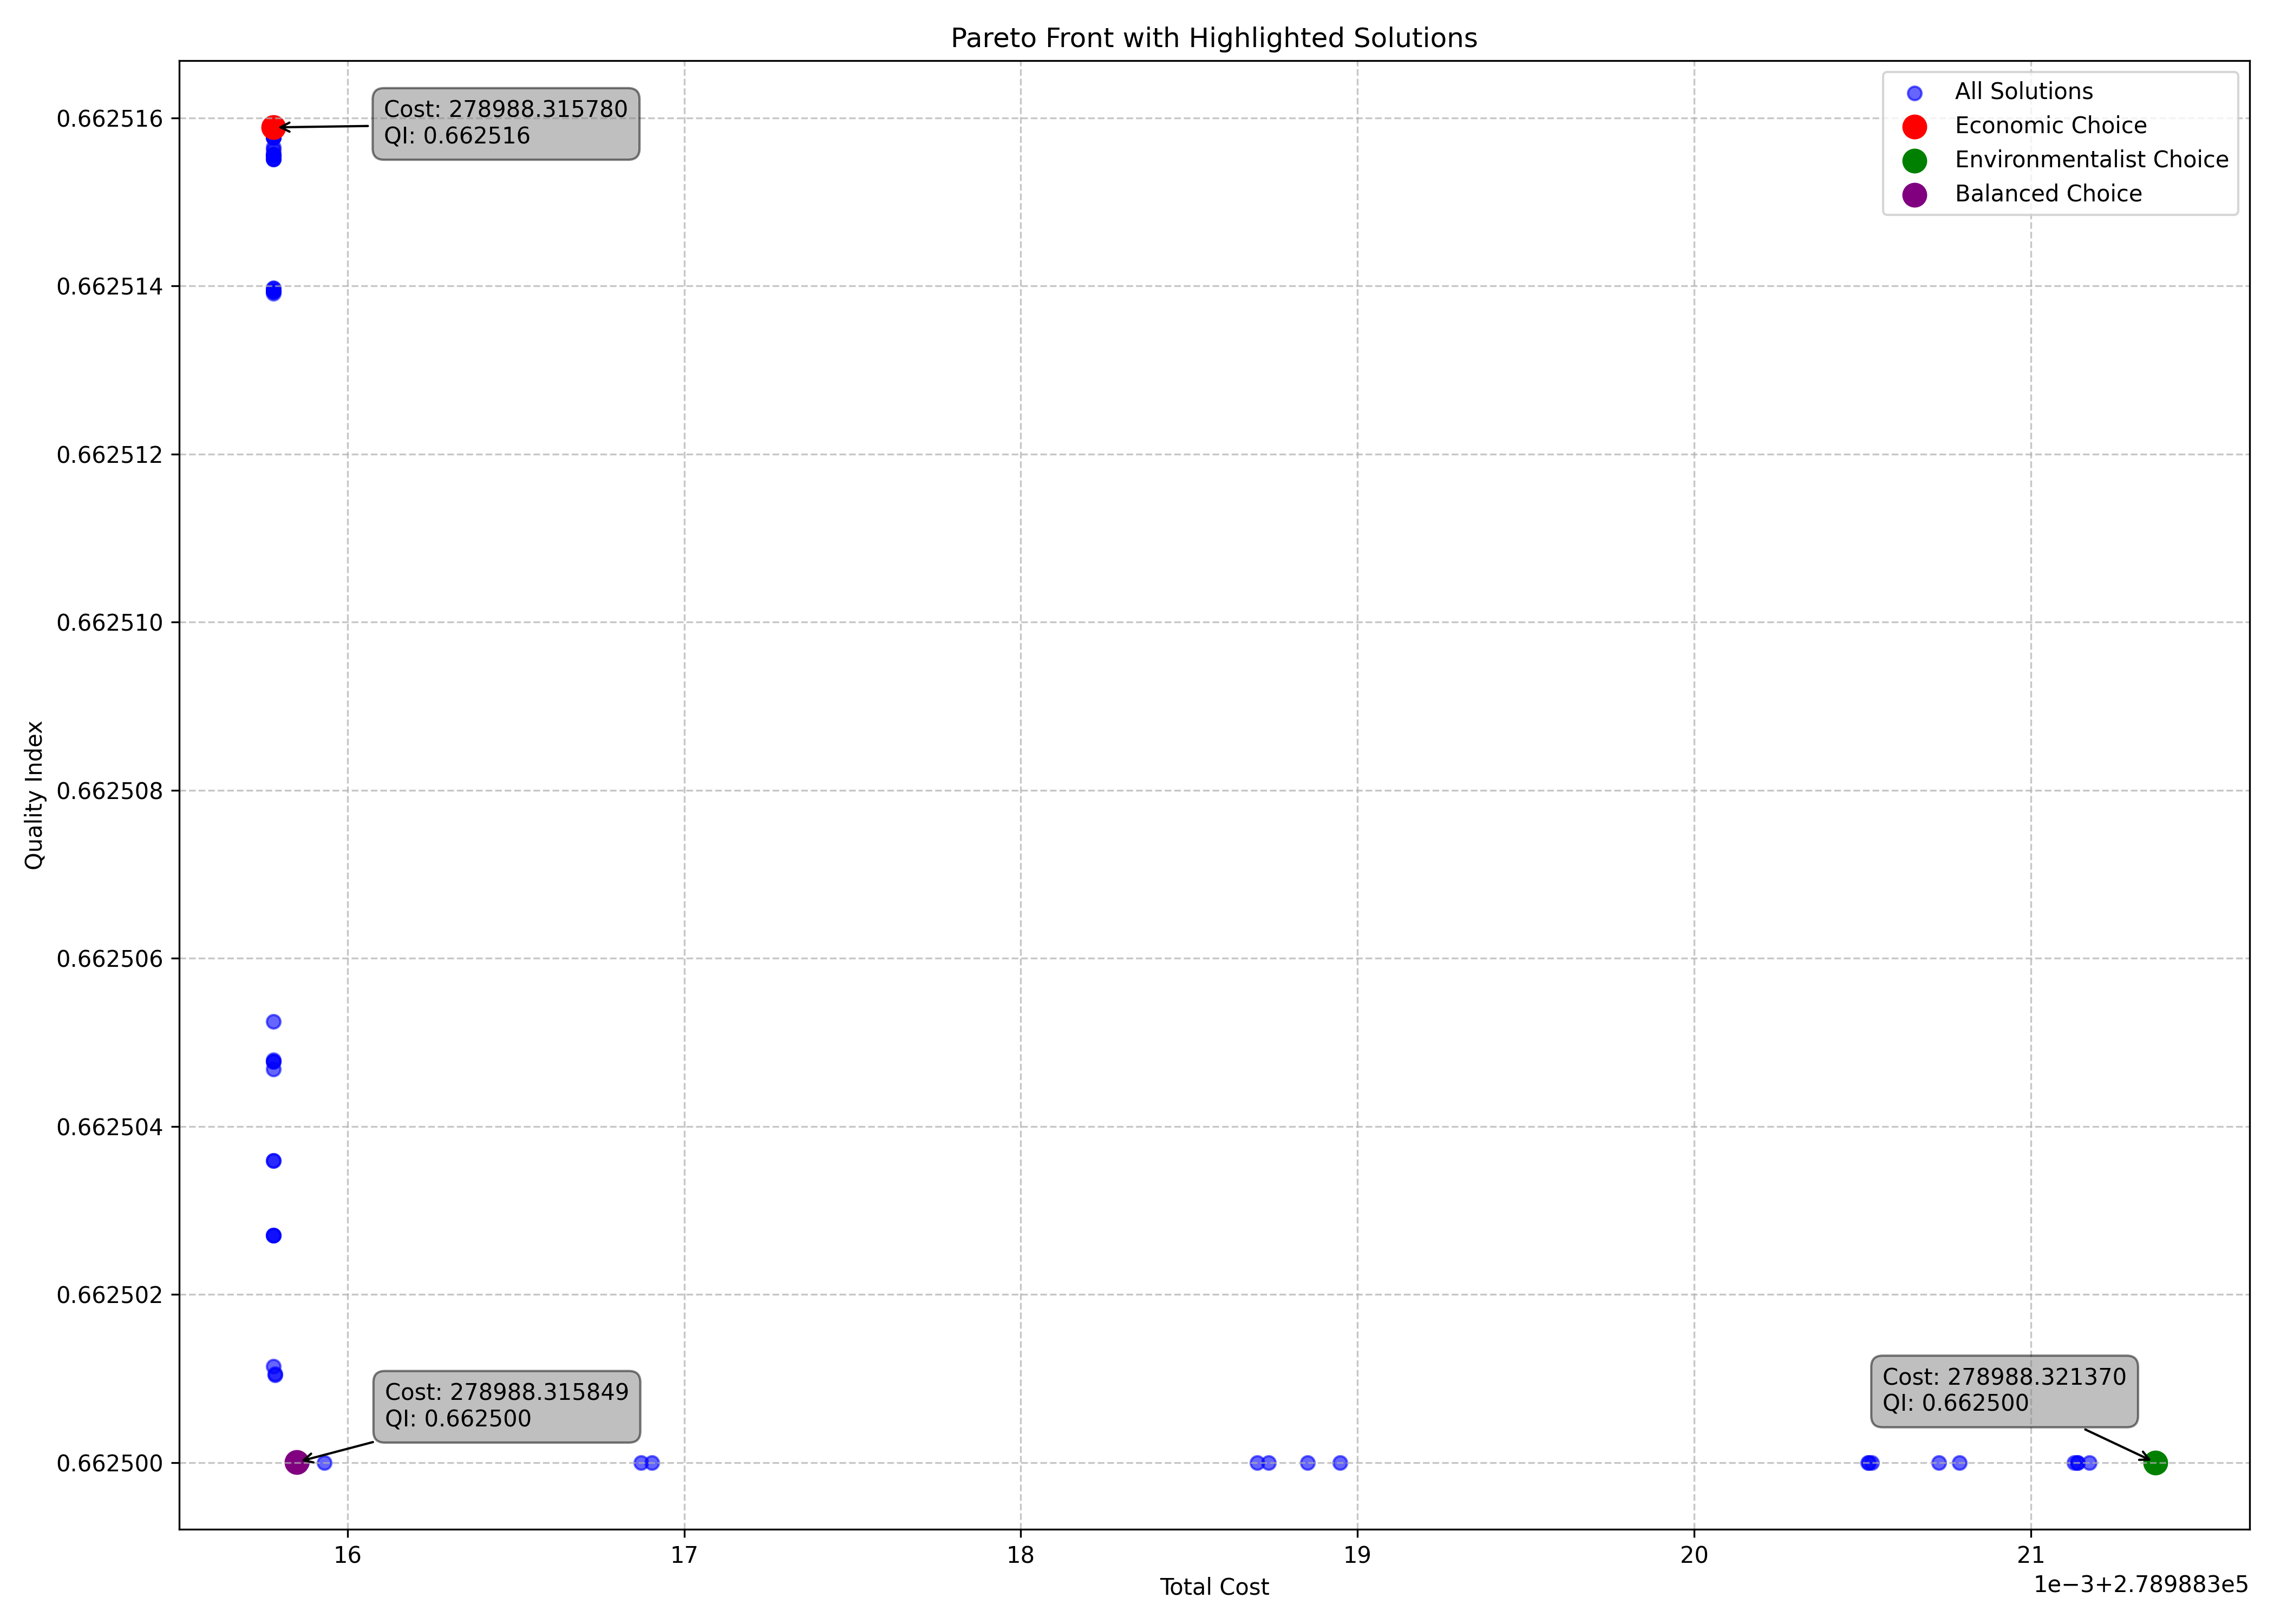 Pareto Front with Highlighted Solutions
All Solutions
Economic Choice
Environmentalist Choice
Balanced Choice
Cost: 278988.315780
QI: 0.662516
Cost: 278988.315849
QI: 0.662500
Cost: 278988.321370
QI: 0.662500
Quality Index
0.662516
0.662514
0.662512
0.662510
0.662508
0.662506
0.662504
0.662502
0.662500
16
17
18
19
20
21
Total Cost
1e−3+2.789883e5